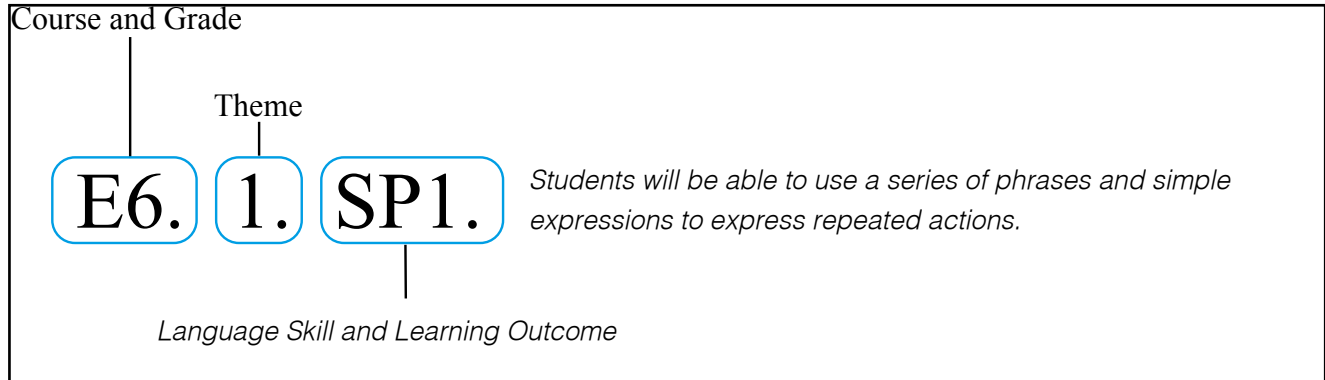 Course and Grade
Theme
E6. 1. SP1.
Students will be able to use a series of phrases and simple
expressions to express repeated actions.
Language Skill and Learning Outcome